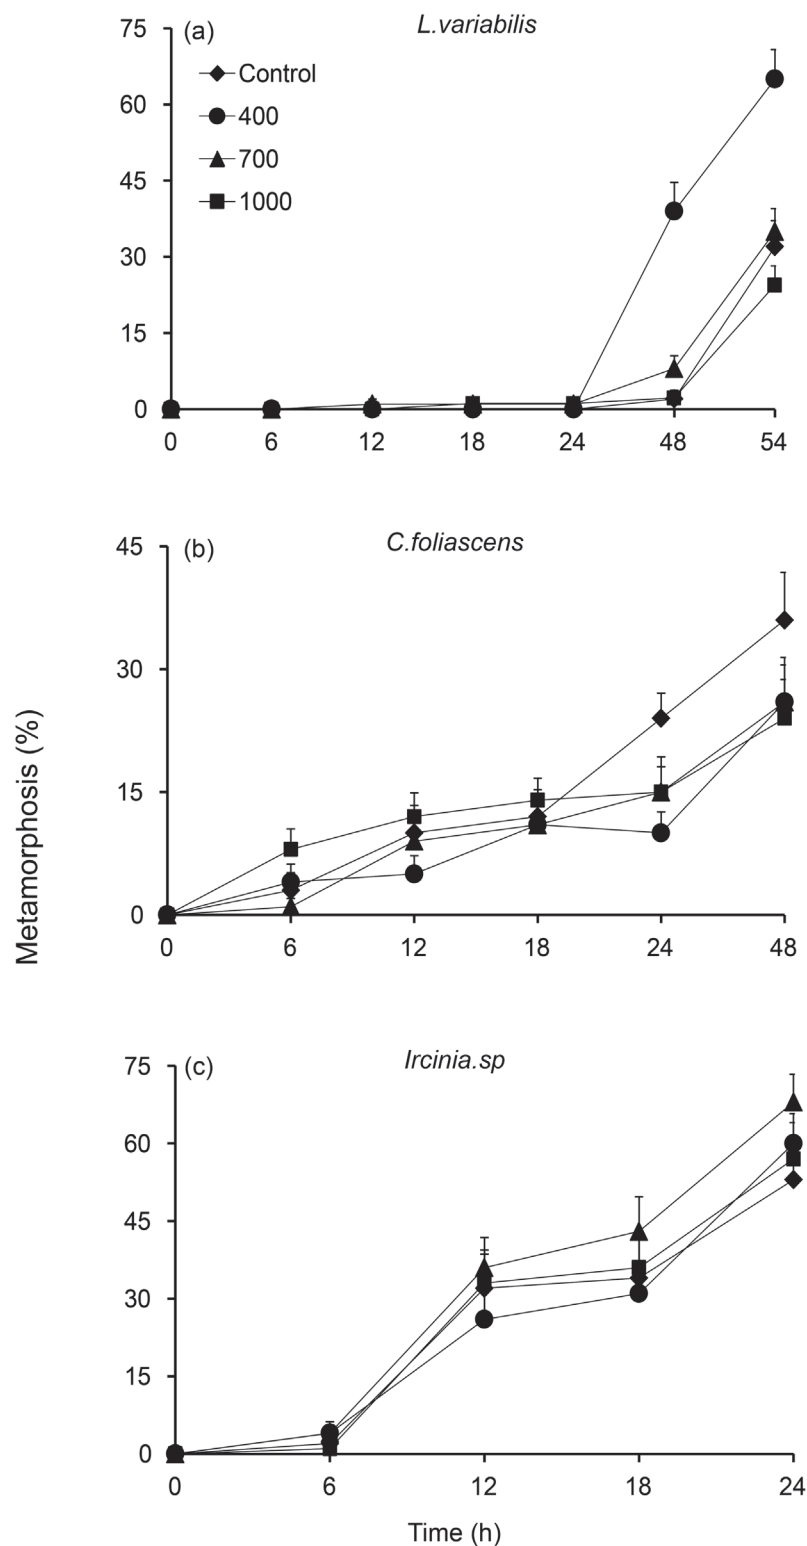 L.variabilis
(a)
75
60
45
30
15
0
Control
400
700
1000
0 6 12 18 24 48 54
C.foliascens
(b)
45
30
15
0
0 6 12 18 24 48
Metamorphosis (%)
Ircinia.sp
(c)
75
60
45
30
15
0
0 6 12 18 24
Time (h)